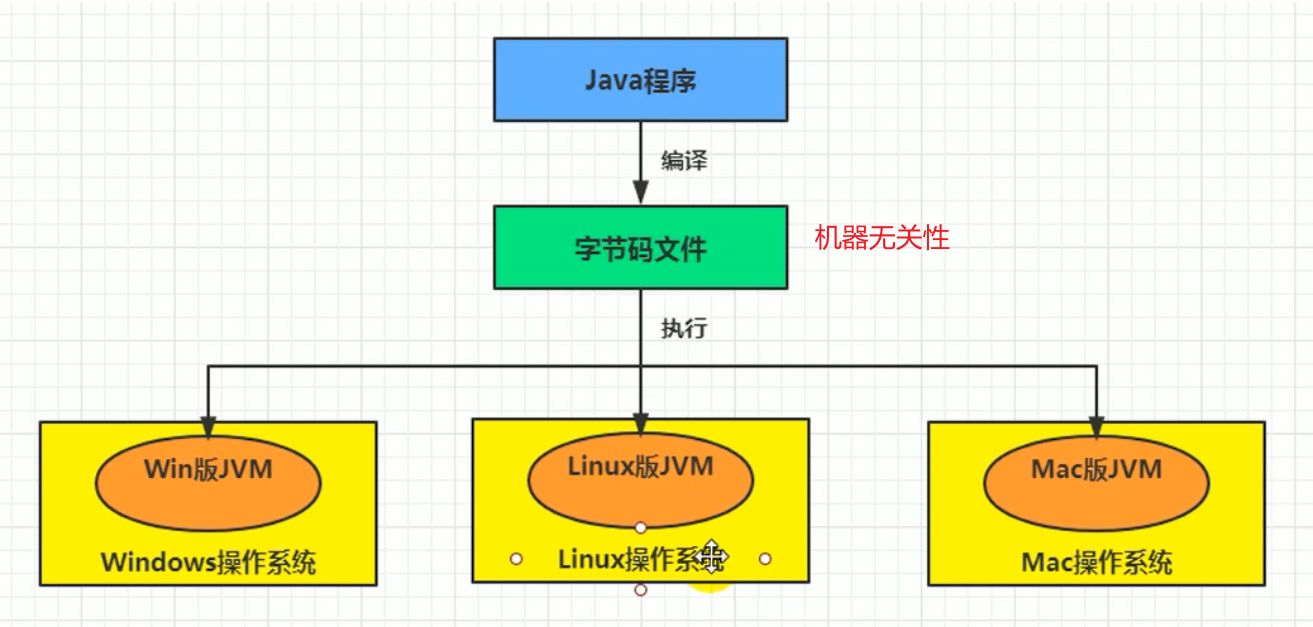 Java程序
编译
字节码文件
机器无关性
执行
Win版JVM
Linux版JVM
Mac版JVM
Windows操作系统
Linux操作系统
Mac操作系统